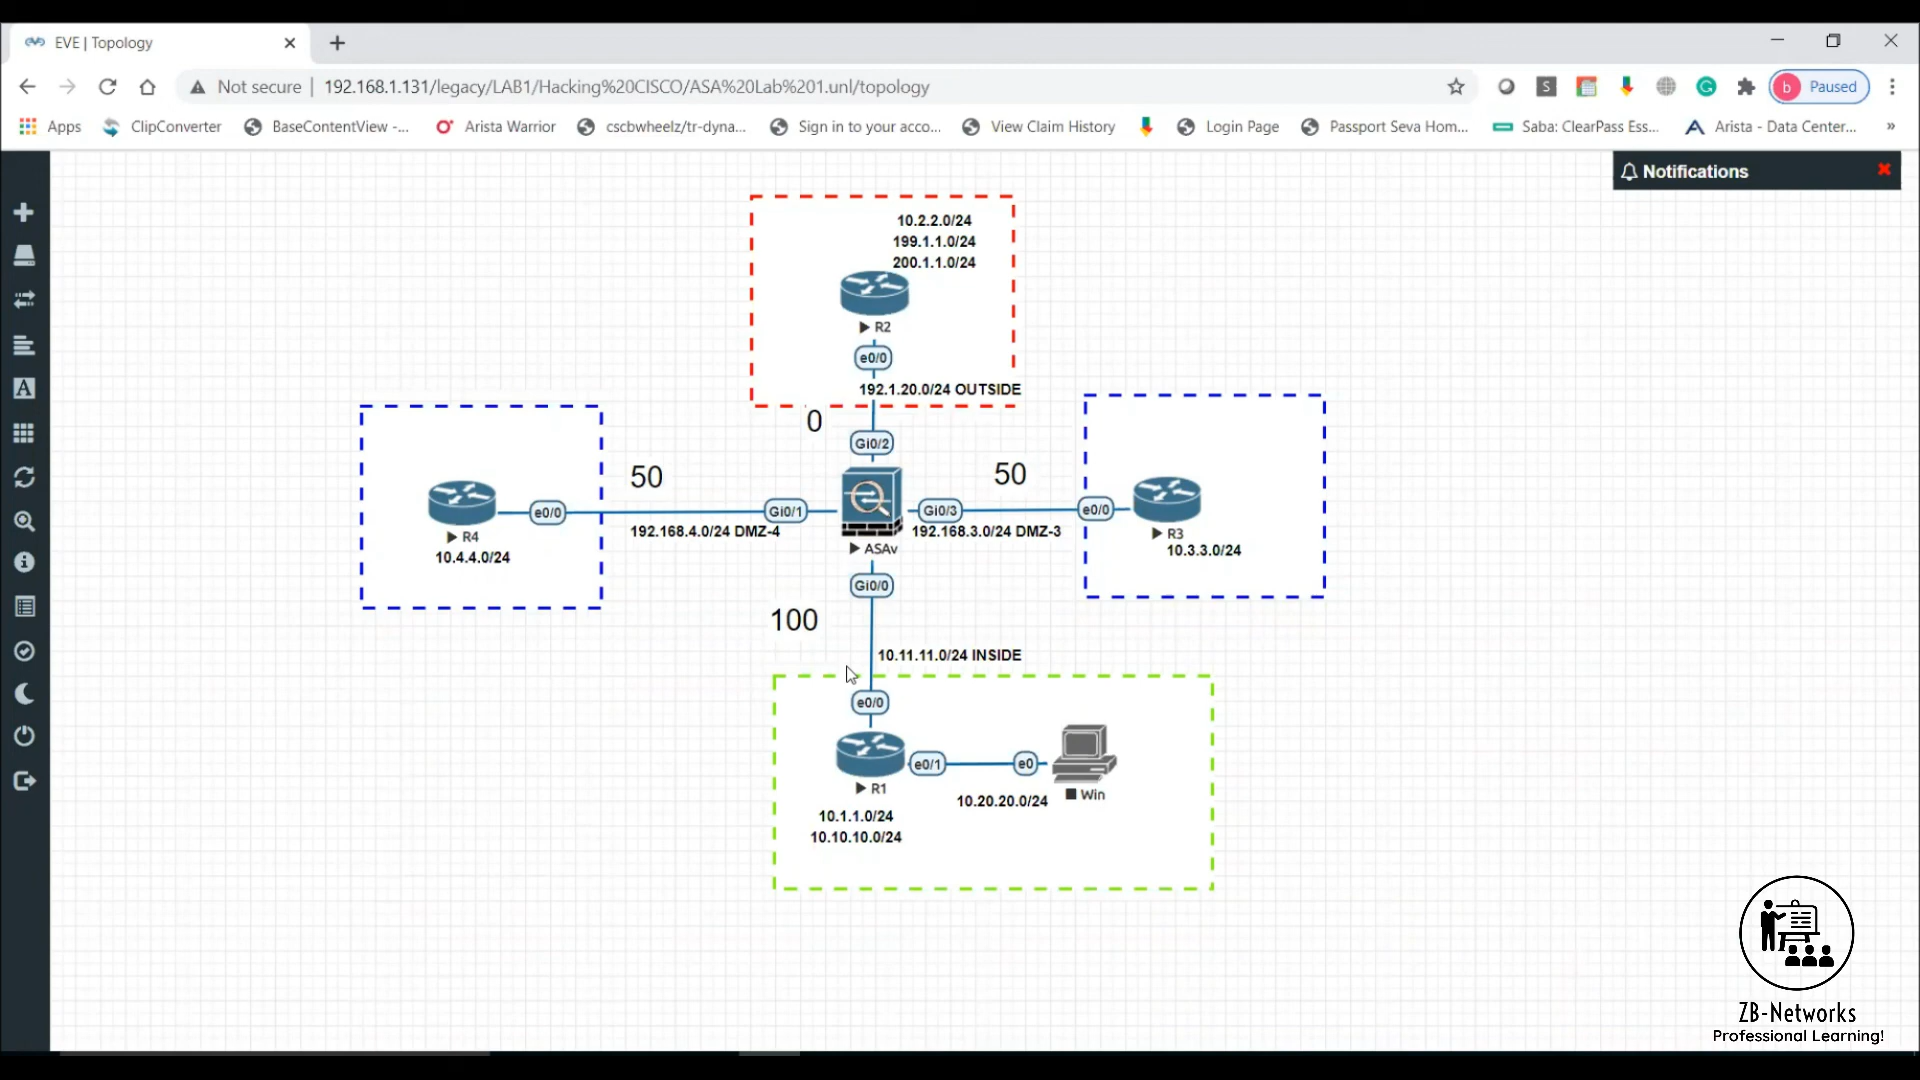 EVE | Topology
Not secure | 192.168.1.131/legacy/LAB1/Hacking%20CISCO/ASA%20Lab%201.unl/topology
S
G
b Paused
Apps
ClipConverter
BaseContentView -...
Arista Warrior
cscbwheelz/tr-dyna...
Sign in to your acco...
View Claim History
Login Page
Passport Seva Hom...
Saba: ClearPass Ess...
Arista - Data Center...
»
Notifications
10.2.2.0/24
199.1.1.0/24
200.1.1.0/24
R2
e0/0
192.1.20.0/24 OUTSIDE
0
Gi0/2
50
50
e0/0
Gi0/1
Gi0/3
e0/0
192.168.4.0/24 DMZ-4
192.168.3.0/24 DMZ-3
R4
10.4.4.0/24
ASAv
R3
10.3.3.0/24
Gi0/0
100
10.11.11.0/24 INSIDE
e0/0
e0/1
e0
R1
Win
10.20.20.0/24
10.1.1.0/24
10.10.10.0/24
ZB-Networks
Professional Learning!